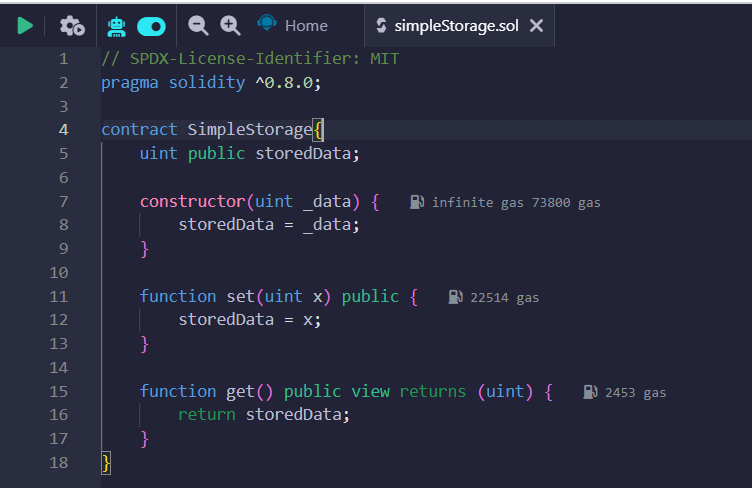 Home simpleStorage.sol
1 // SPDX-License-Identifier: MIT
2 pragma solidity ^0.8.0;
3
4 contract SimpleStorage{
5 uint public storedData;
6
7 constructor(uint _data) { infinite gas 73800 gas
8 storedData = _data;
9 }
10
11 function set(uint x) public { 22514 gas
12 storedData = x;
13 }
14
15 function get() public view returns (uint) { 2453 gas
16 return storedData;
17 }
18 }